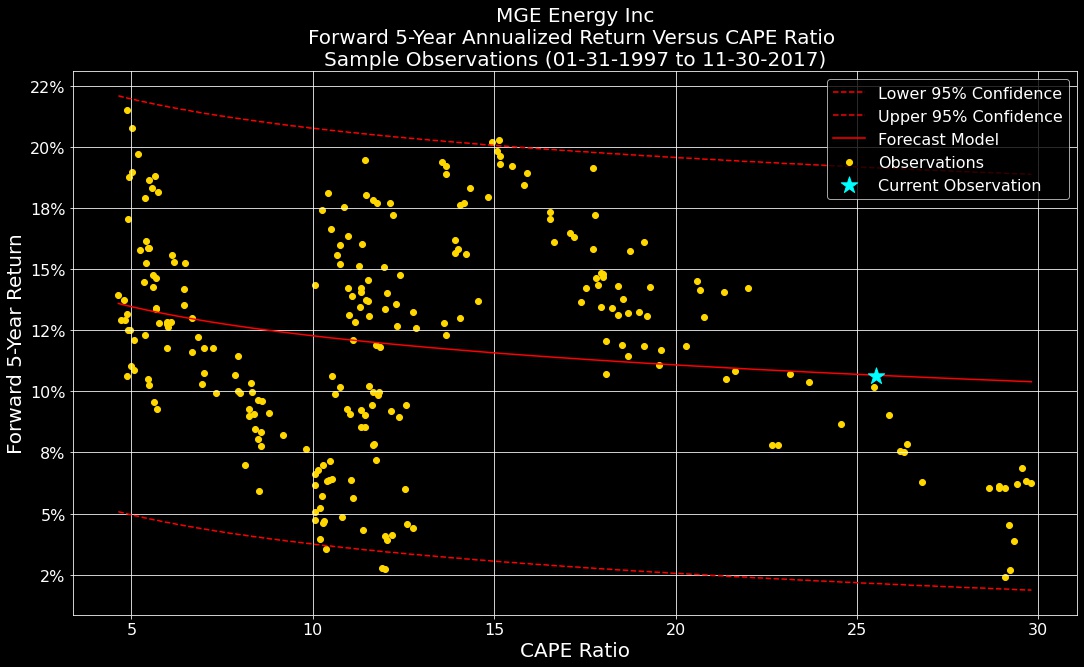 MGE Energy Inc
Forward 5-Year Annualized Return Versus CAPE Ratio
Sample Observations (01-31-1997 to 11-30-2017)
Lower 95% Confidence
Upper 95% Confidence
Forecast Model
Observations
Current Observation
Forward 5-Year Return
22%
20%
18%
15%
12%
10%
8%
5%
2%
5
10
15
20
25
30
CAPE Ratio